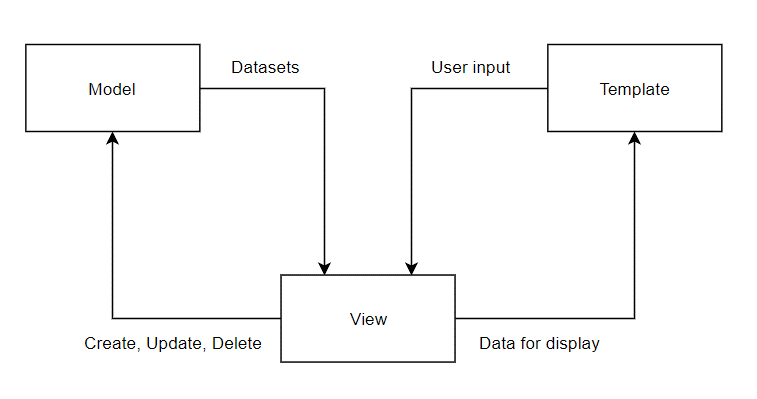 Datasets
User input
Model
Template
View
Create, Update, Delete
Data for display